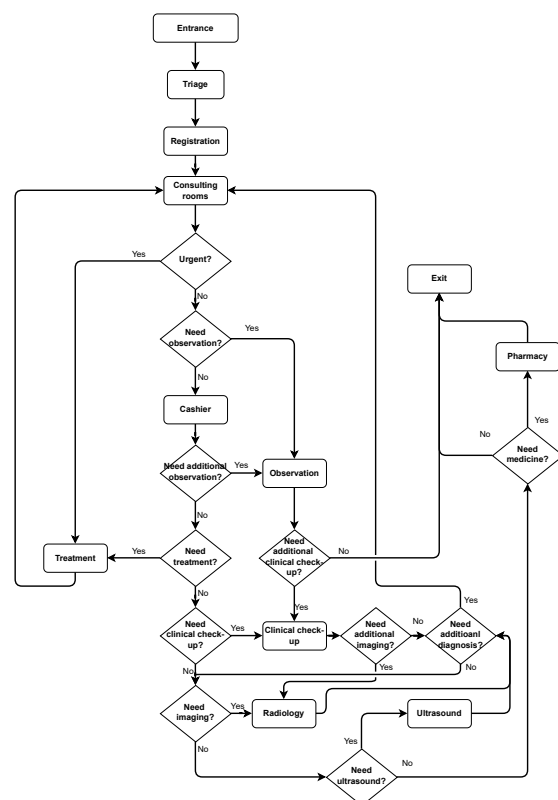 Entrance
Triage
Registration
Consulting
rooms
Yes
Urgent?
No
Exit
Need
observation?
Yes
Pharmacy
No
Cashier
Yes
No
Need
medicine?
Need additional
observation?
Yes
Observation
No
Treatment
Yes
Need
treatment?
Need
additional
clinical check-
up?
No
No
Yes
Yes
Need
clinical check-
up?
Yes
Clinical check-
up
Need
additional
imaging?
No
Need
additioanl
diagnosis?
No
Yes
No
Need
imaging?
Yes
Radiology
Ultrasound
No
Yes
Need
ultrasound?
No